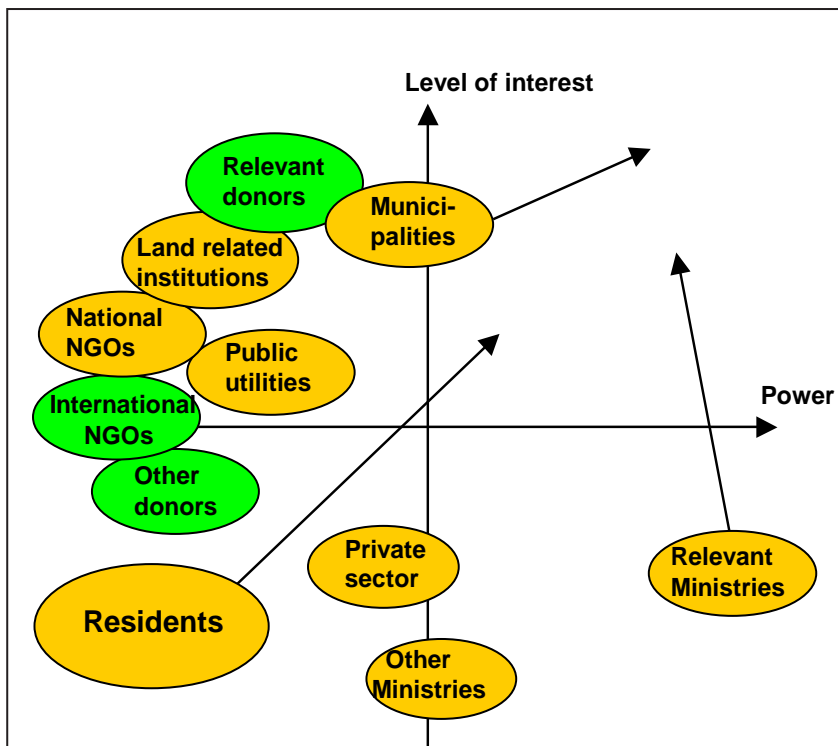 Level of interest
Relevant
donors
Munici-
palities
Land related
institutions
National
NGOs
Public
utilities
Power
International
NGOs
Other
donors
Private
sector
Relevant
Ministries
Residents
Other
Ministries